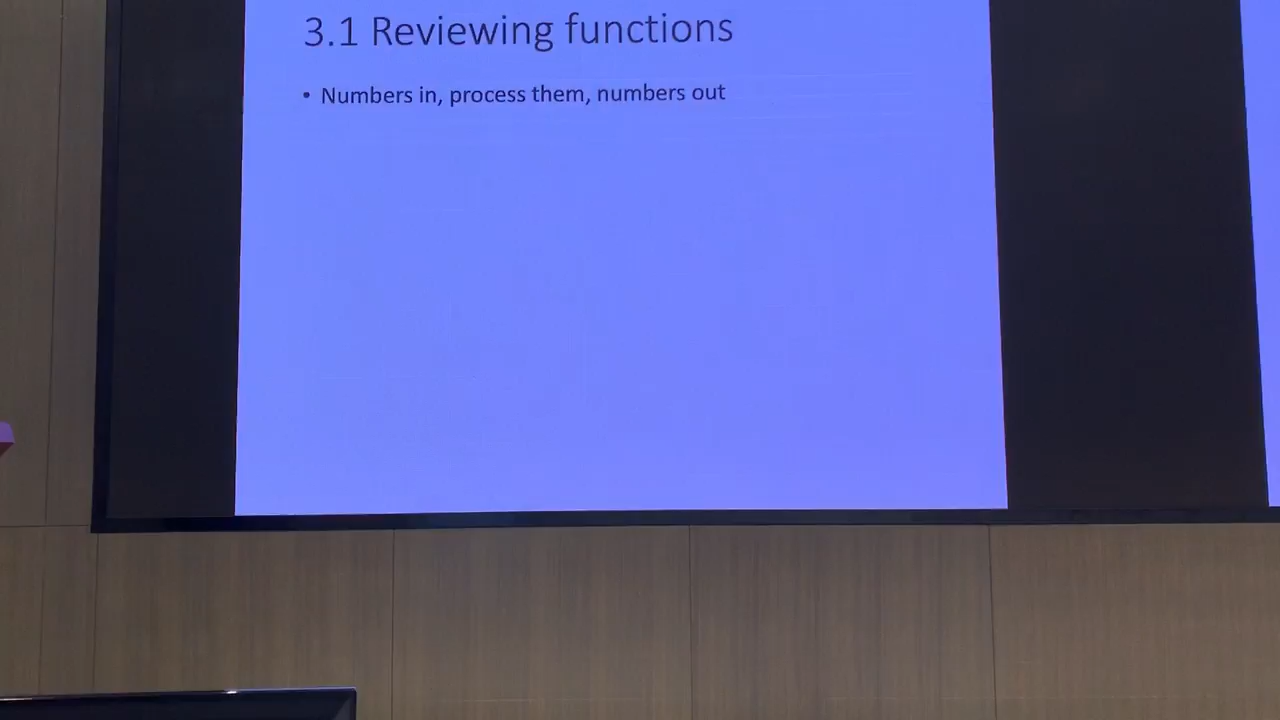 3.1 Reviewing functions
• Numbers in, process them, numbers out